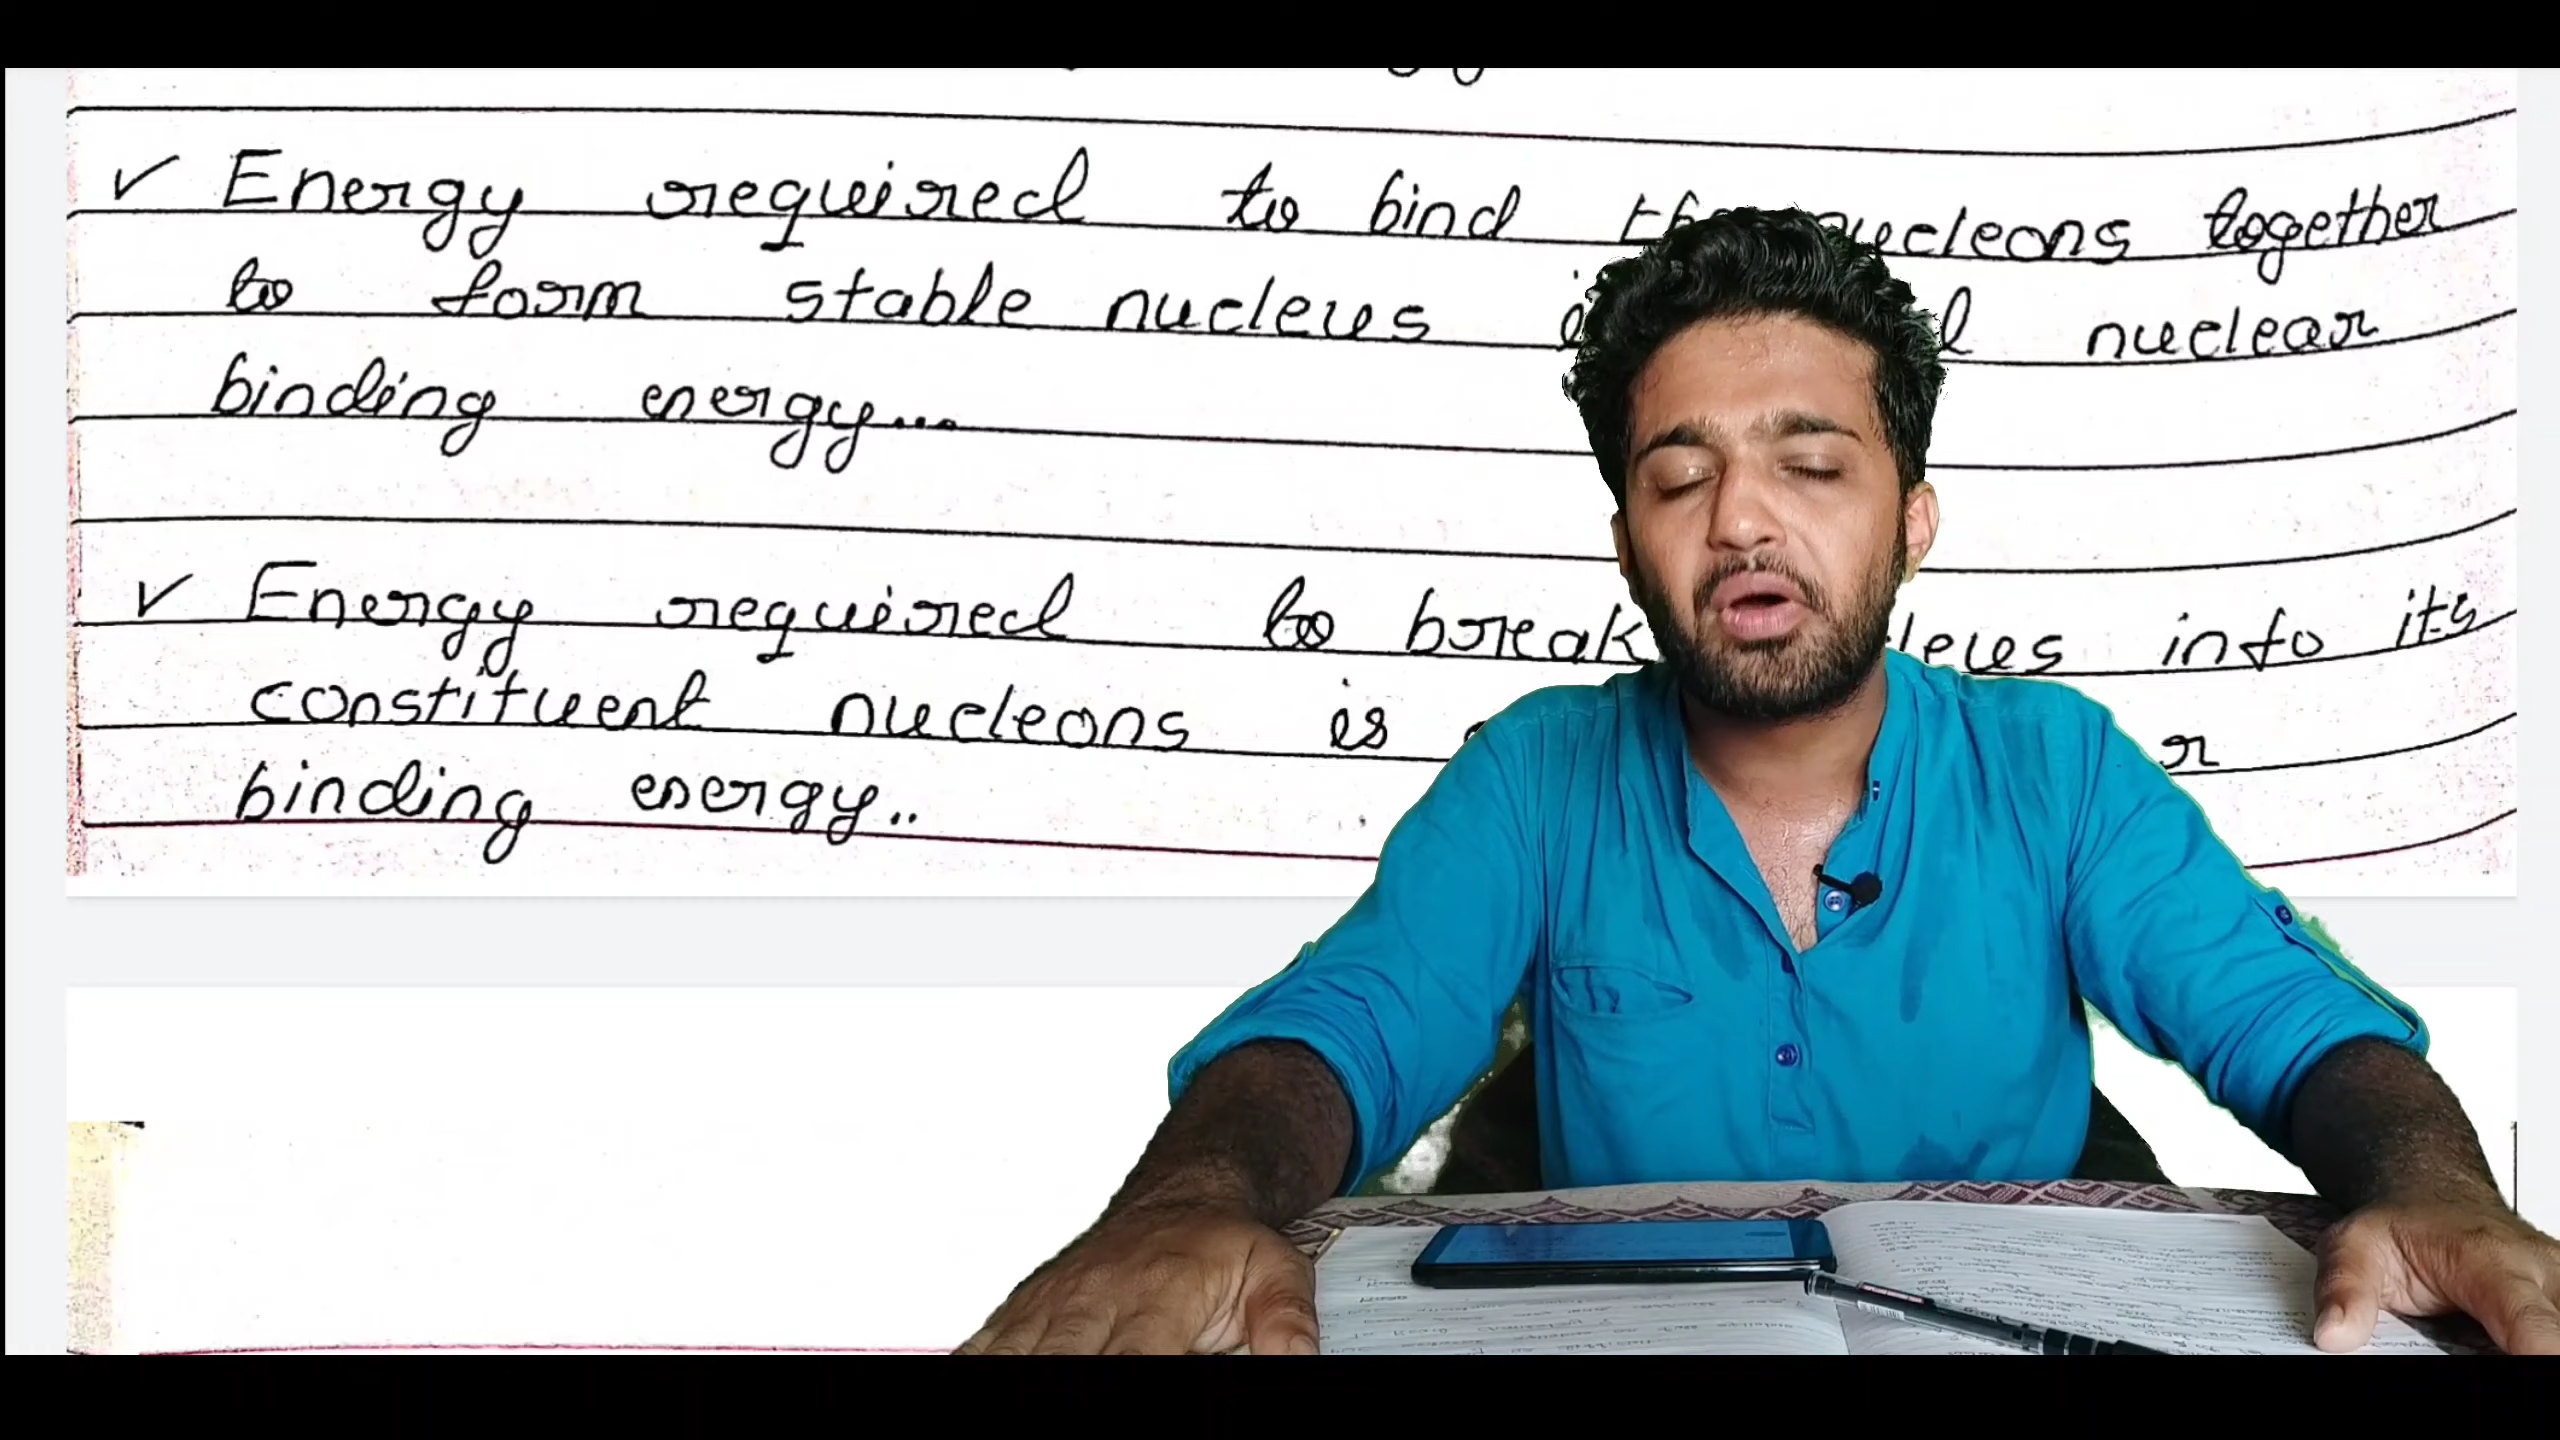 ✓ Energy required to bind nucleons together
to form stable nucleus nuclear
binding energy...
✓ Energy required to break into its
constituent nucleons is
binding energy..